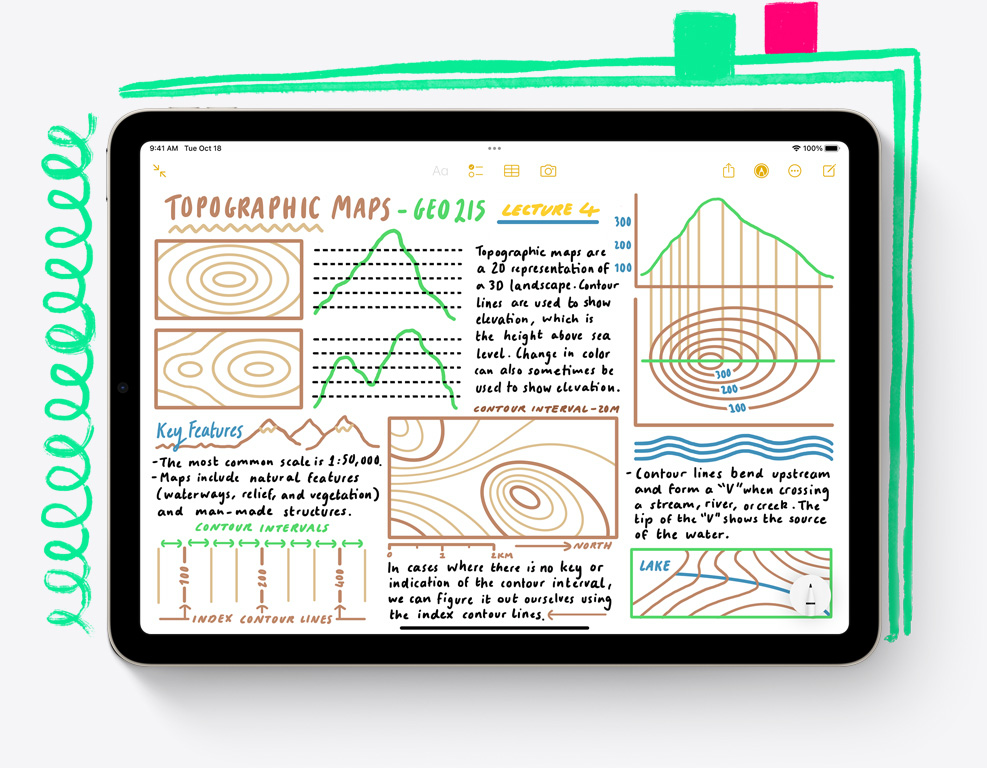 9:41 AM Tue Oct 18
100%
Aa
TOPOGRAPHIC MAPS - GEO 215 LECTURE 4
Topographic maps are
a 2D representation of
a 3D landscape. Contour
lines are used to show
elevation, which is
the height above sea
level. Change in color
can also sometimes be
used to show elevation.
CONTOUR INTERVAL - 20M
300
200
100
300
200
100
Key Features
- The most common scale is 1:50,000.
- Maps include natural features
(waterways, relief, and vegetation)
and man-made structures.
CONTOUR INTERVALS
100
200
400
INDEX CONTOUR LINES
0 1 2KM NORTH
In cases where there is no key or
indication of the contour interval,
we can figure it out ourselves using
the index contour lines.
- Contour lines bend upstream
and form a "V" when crossing
a stream, river, or creek. The
tip of the "V" shows the source
of the water.
LAKE